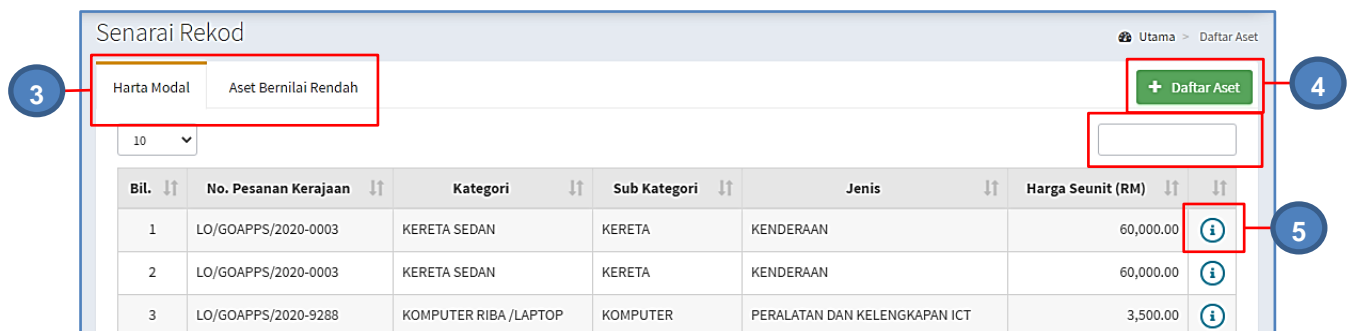 Senarai Rekod
Utama > Daftar Aset
3
Harta Modal Aset Bernilai Rendah
+ Daftar Aset
4
10
Bil. No. Pesanan Kerajaan Kategori Sub Kategori Jenis Harga Seunit (RM)
1 LO/GOAPPS/2020-0003 KERETA SEDAN KERETA KENDERAAN 60,000.00 i
5
2 LO/GOAPPS/2020-0003 KERETA SEDAN KERETA KENDERAAN 60,000.00 i
3 LO/GOAPPS/2020-9288 KOMPUTER RIBA /LAPTOP KOMPUTER PERALATAN DAN KELENGKAPAN ICT 3,500.00 i